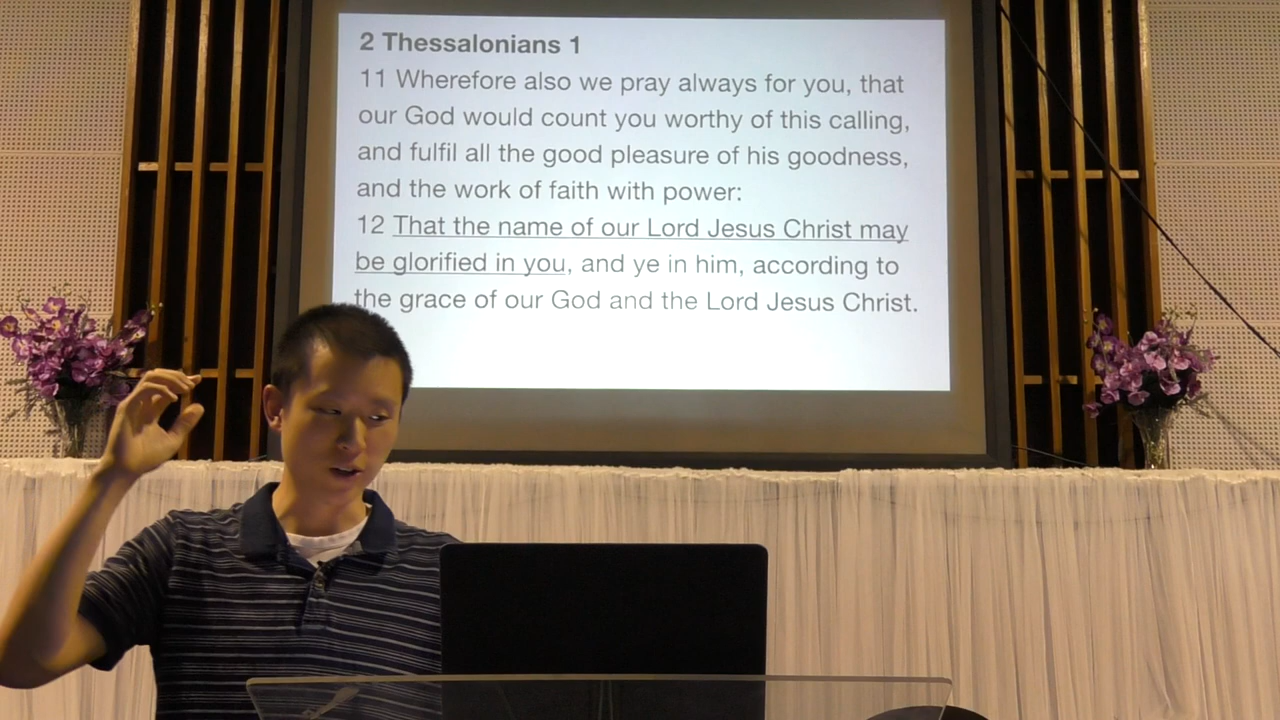 2 Thessalonians 1
11 Wherefore also we pray always for you, that
our God would count you worthy of this calling,
and fulfil all the good pleasure of his goodness,
and the work of faith with power:
12 That the name of our Lord Jesus Christ may
be glorified in you, and ye in him, according to
the grace of our God and the Lord Jesus Christ.